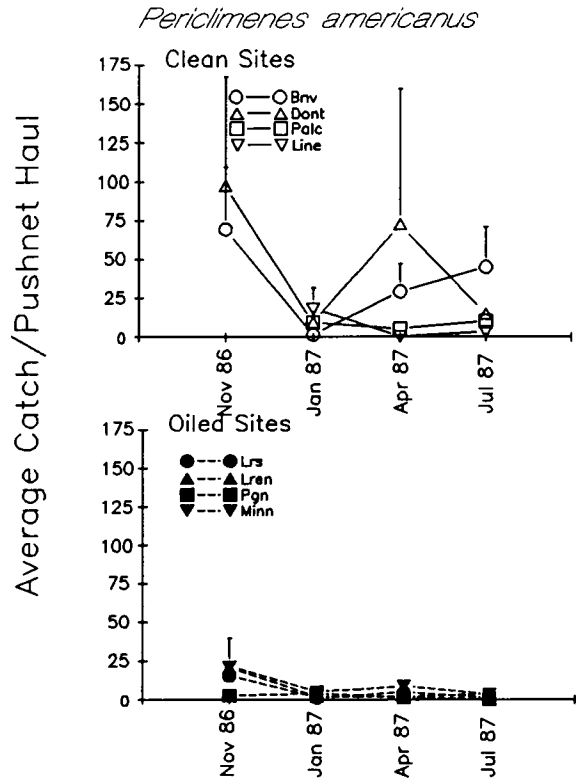 Periclimenes americanus
Average Catch/Pushnet Haul
Clean Sites
175
150
125
100
75
50
25
0
Bnv
Dont
Palc
Line
Nov 86
Jan 87
Apr 87
Jul 87
Oiled Sites
175
150
125
100
75
50
25
0
Lrs
Lren
Pgn
Minn
Nov 86
Jan 87
Apr 87
Jul 87